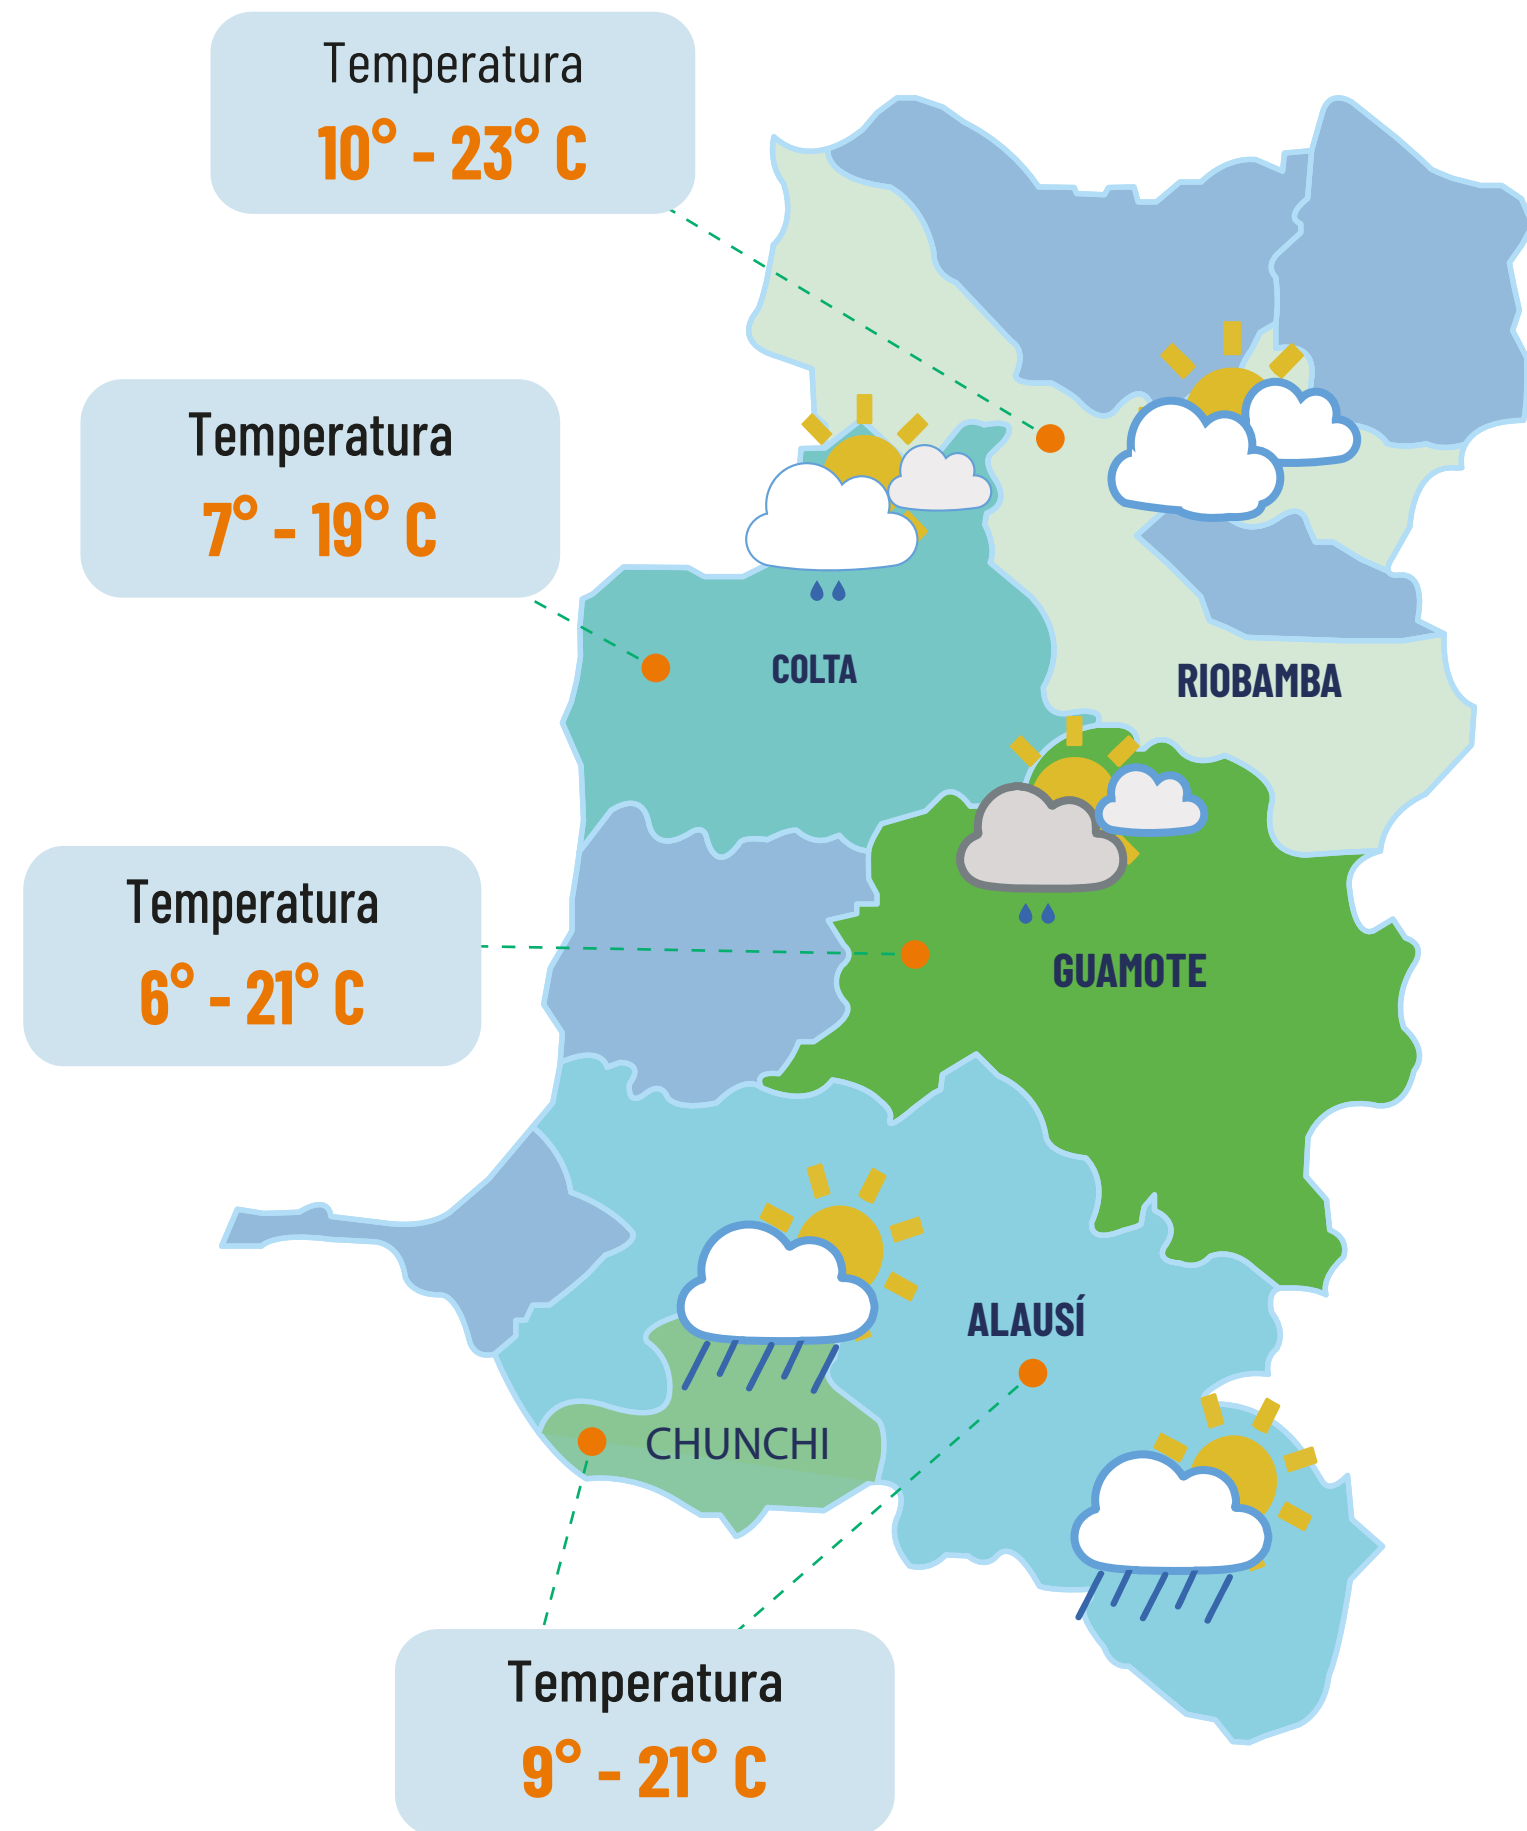 Temperatura
10° - 23° C
Temperatura
7° - 19° C
COLTA
RIOBAMBA
Temperatura
6° - 21° C
GUAMOTE
ALAUSÍ
CHUNCHI
Temperatura
9° - 21° C